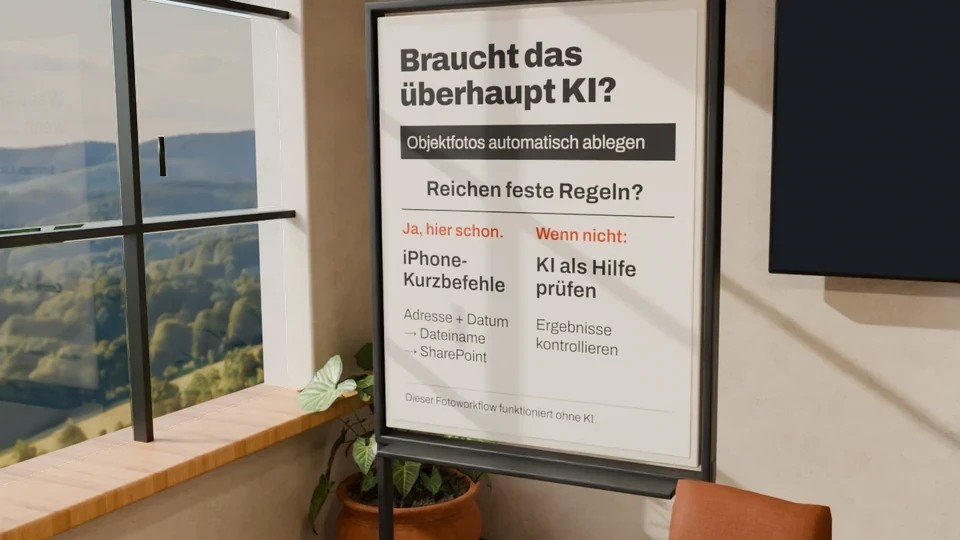 Braucht das
überhaupt KI?
Objektfotos automatisch ablegen
Reichen feste Regeln?
Ja, hier schon.
iPhone-
Kurzbefehle
Adresse + Datum
→ Dateiname
→ SharePoint
Wenn nicht:
KI als Hilfe
prüfen
Ergebnisse
kontrollieren
Dieser Fotoworkflow funktioniert ohne KI.